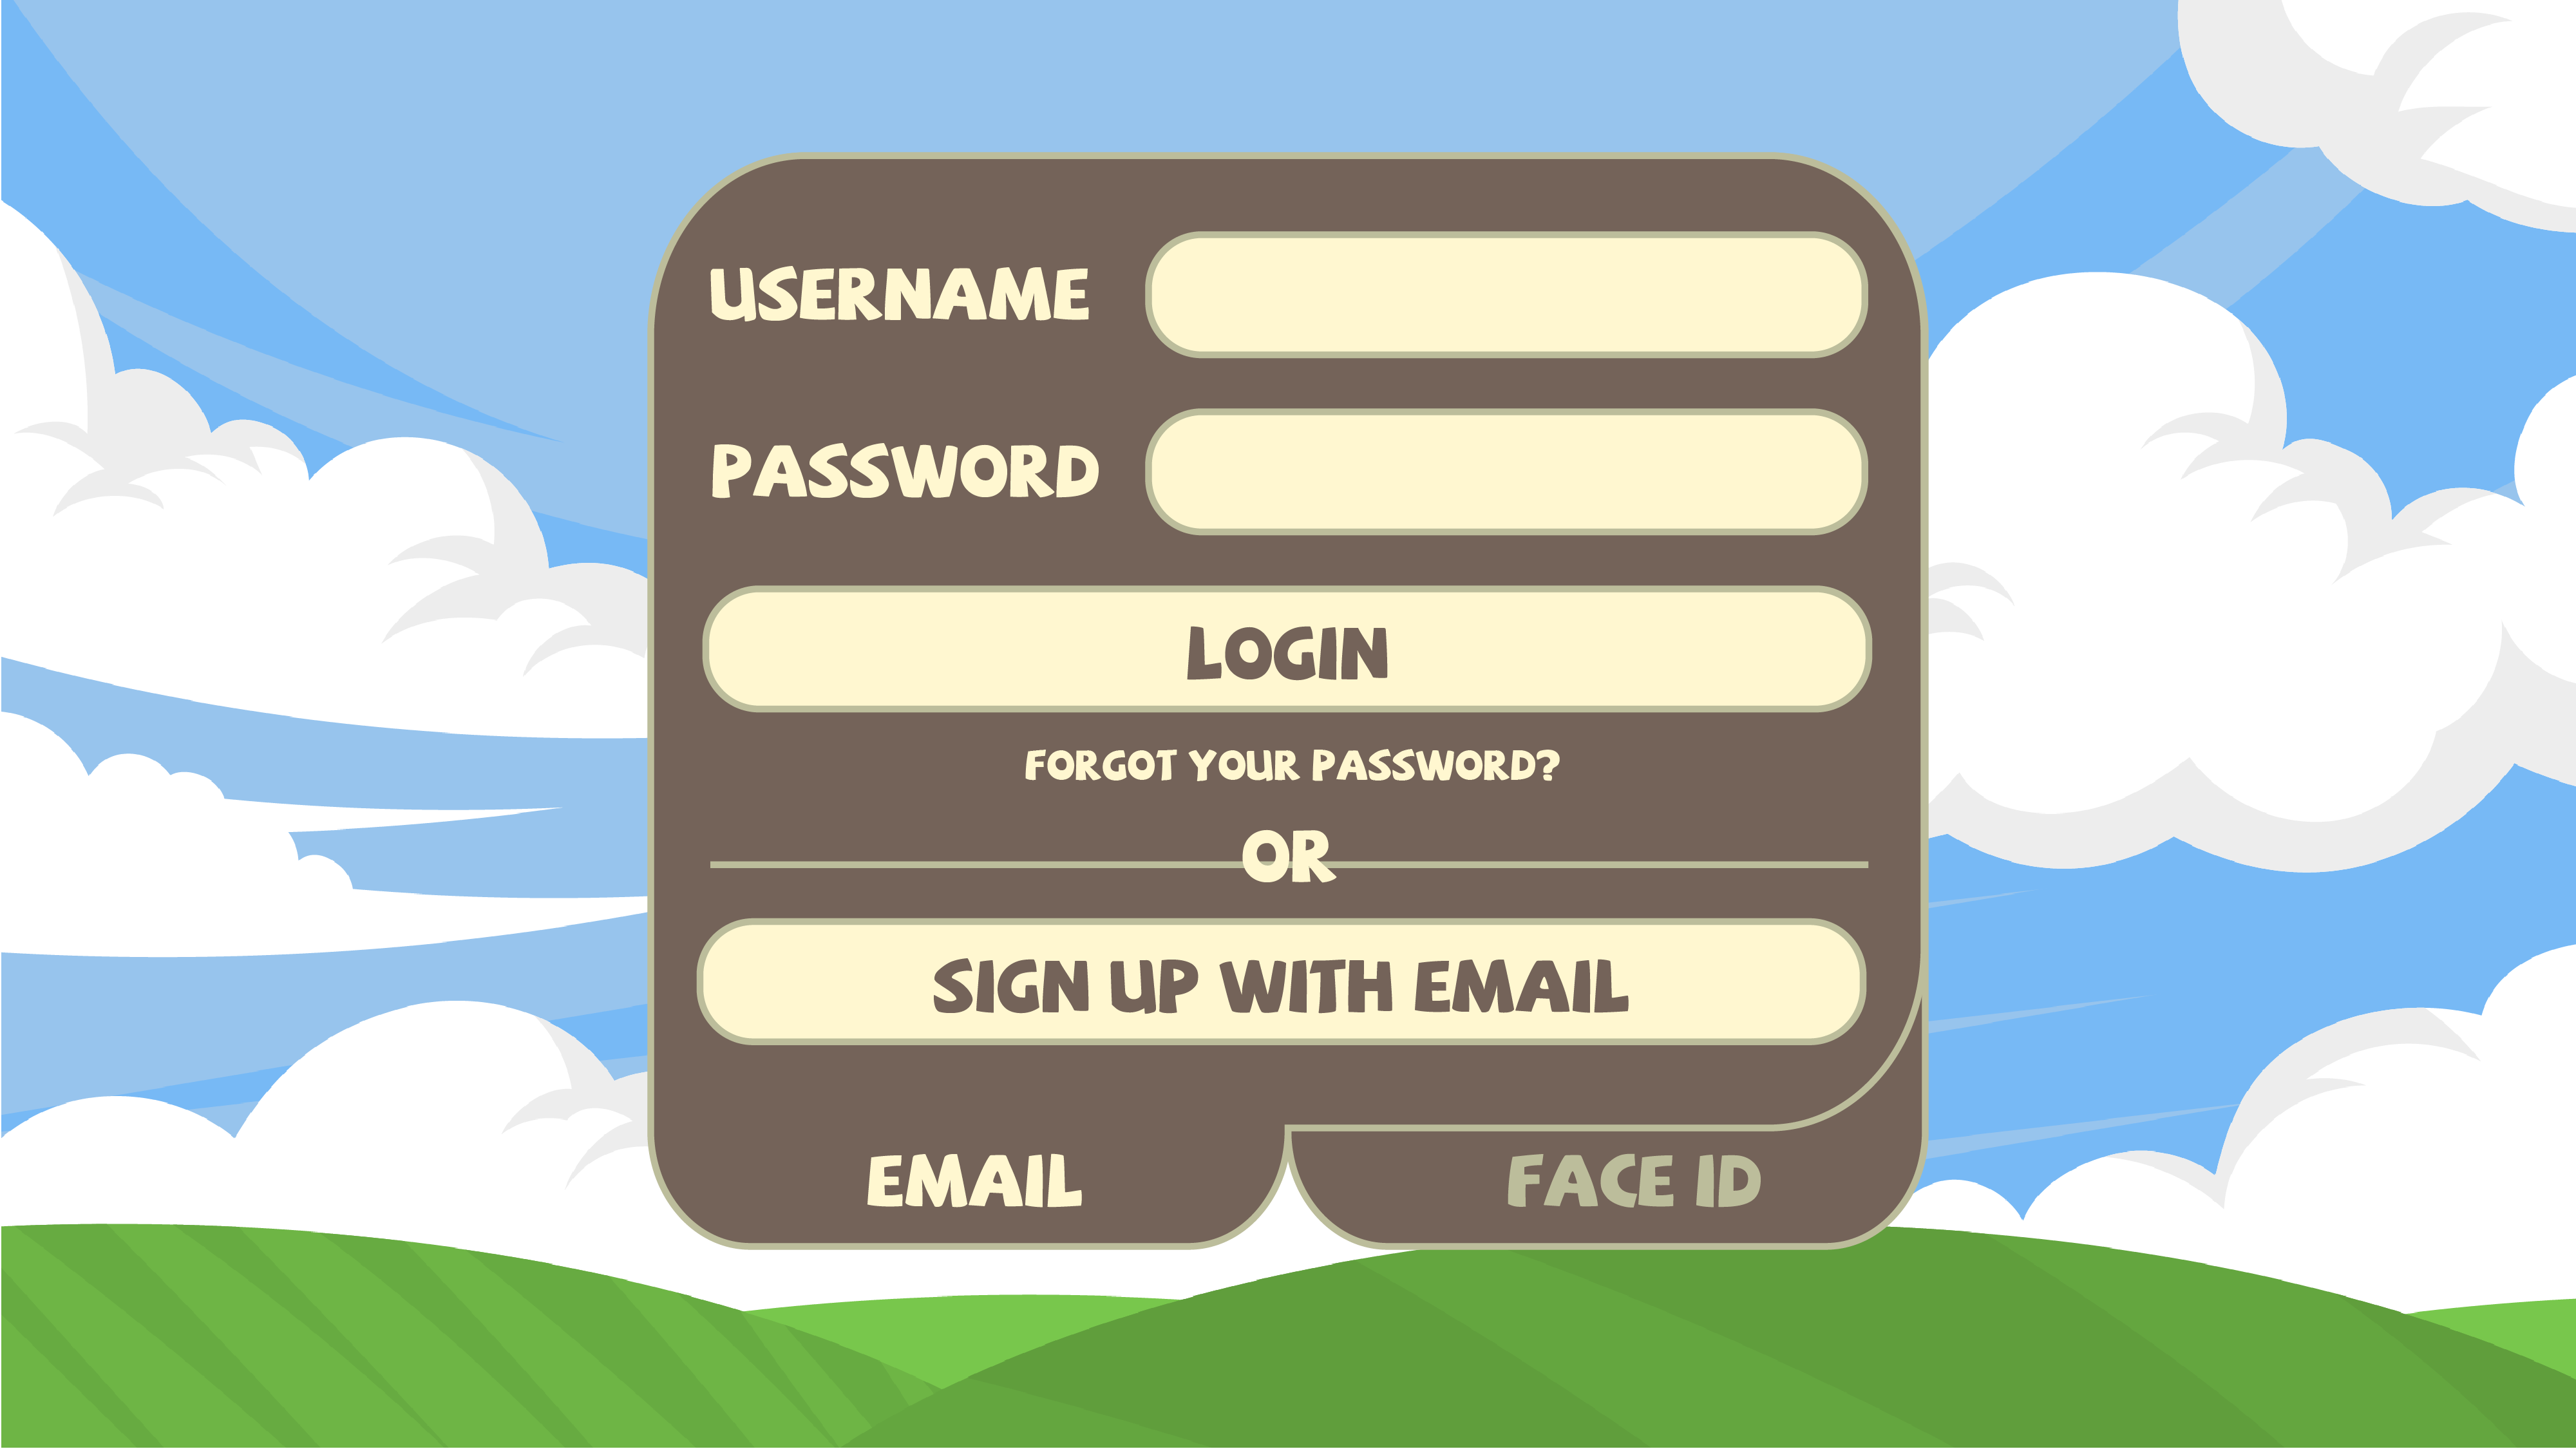 USERNAME
PASSWORD
LOGIN
FORGOT YOUR PASSWORD?
OR
SIGN UP WITH EMAIL
EMAIL
FACE ID